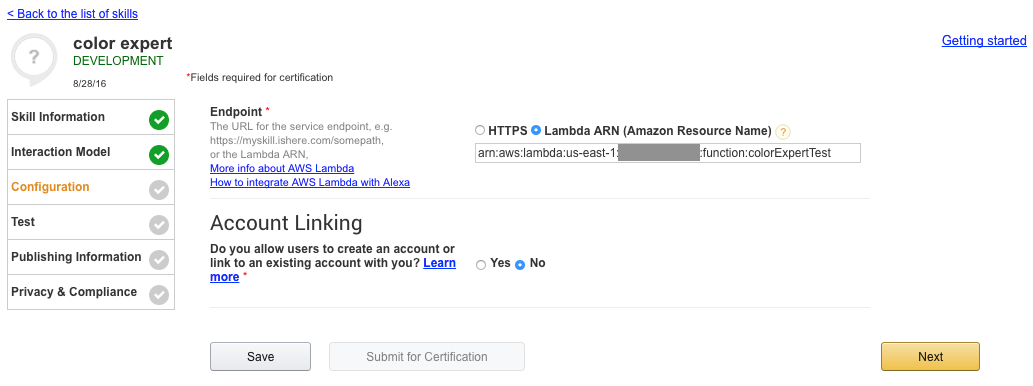 < Back to the list of skills
Getting started
?
color expert
DEVELOPMENT
8/28/16
*Fields required for certification
Skill Information
Interaction Model
Configuration
Test
Publishing Information
Privacy & Compliance
Endpoint *
The URL for the service endpoint, e.g.
https://myskill.ishere.com/somepath,
or the Lambda ARN,
More info about AWS Lambda
How to integrate AWS Lambda with Alexa
HTTPS Lambda ARN (Amazon Resource Name) ?
arn:aws:lambda:us-east-1: :function:colorExpertTest
Account Linking
Do you allow users to create an account or
link to an existing account with you? Learn
more *
Yes No
Save
Submit for Certification
Next